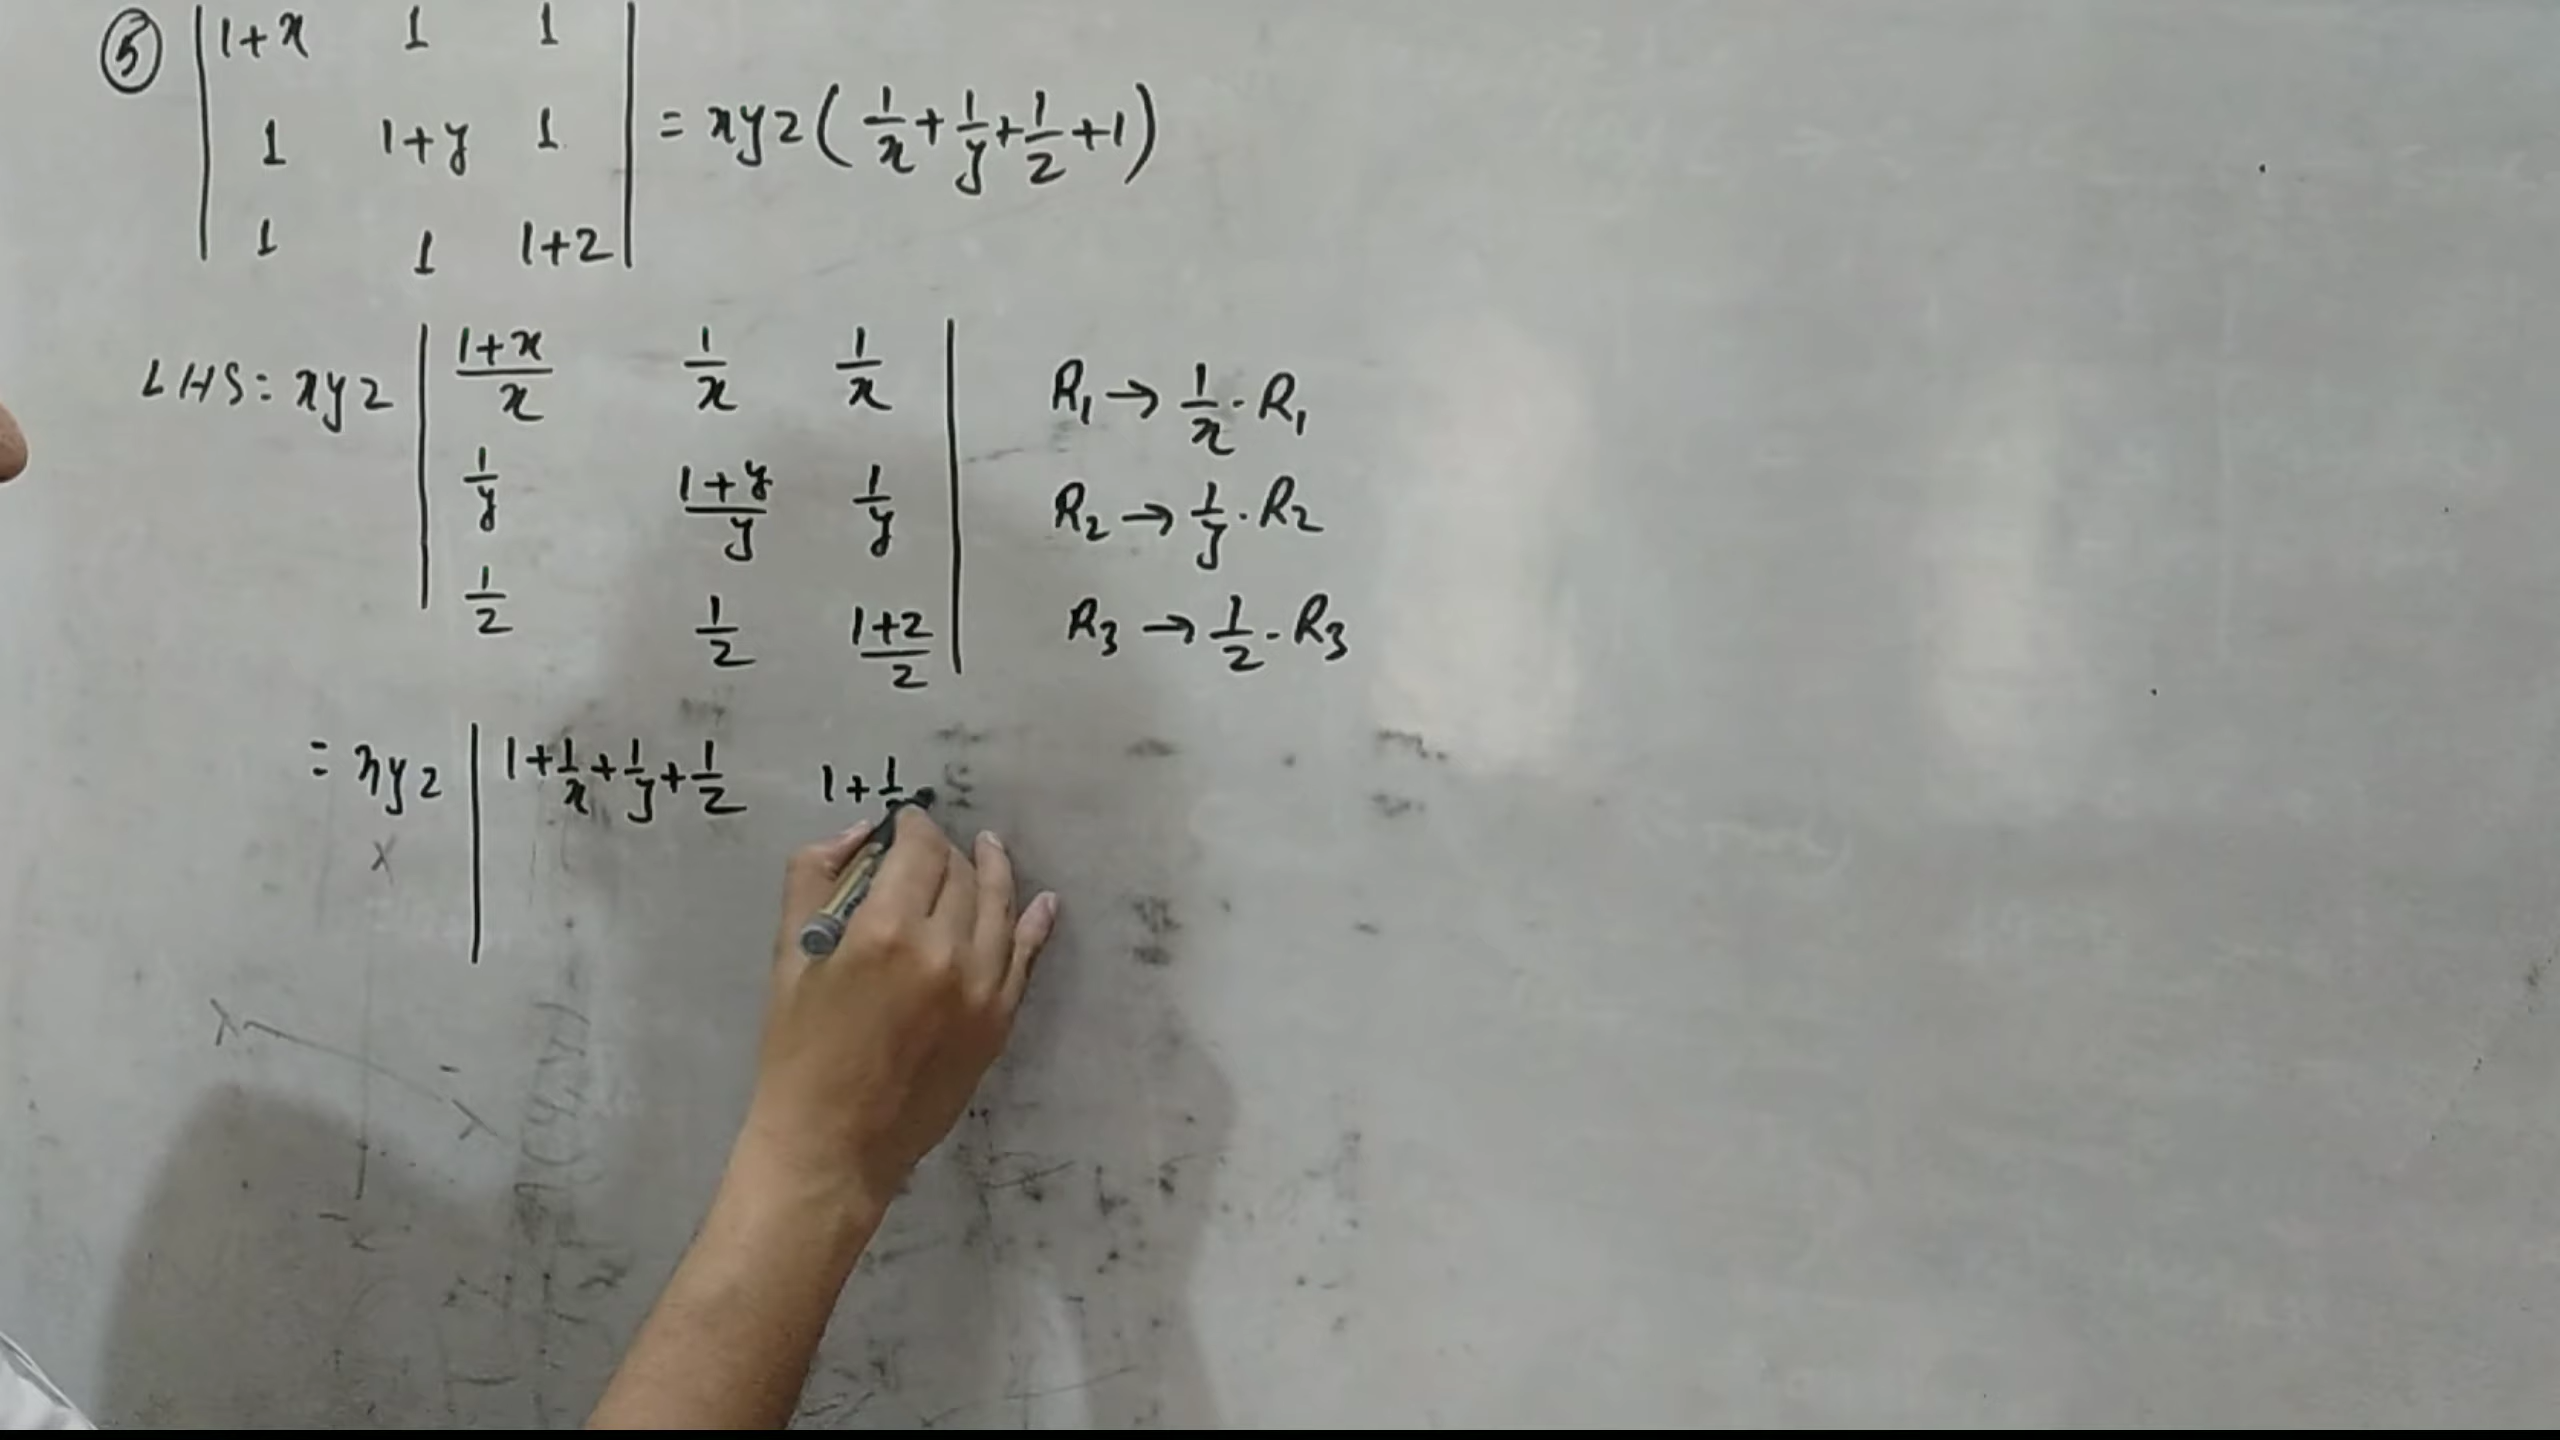 ⑤ | 1+x 1 1 |
| 1 1+y 1 | = xyz ( 1/x + 1/y + 1/z + 1 )
| 1 1 1+z |
LHS = xyz | (1+x)/x 1/x 1/x | R₁ → 1/x · R₁
| 1/y (1+y)/y 1/y | R₂ → 1/y · R₂
| 1/z 1/z (1+z)/z | R₃ → 1/z · R₃
= xyz | 1 + 1/x + 1/y + 1/z 1 + 1/
x